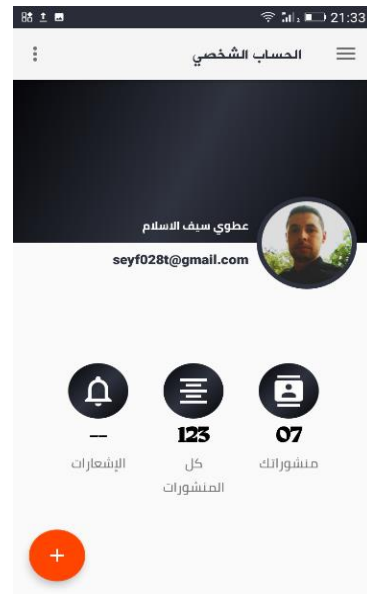 21:33
الحساب الشخصي
عطوي سيف الاسلام
seyf028t@gmail.com
07
123
--
منشوراتك
كل
المنشورات
الإشعارات
+